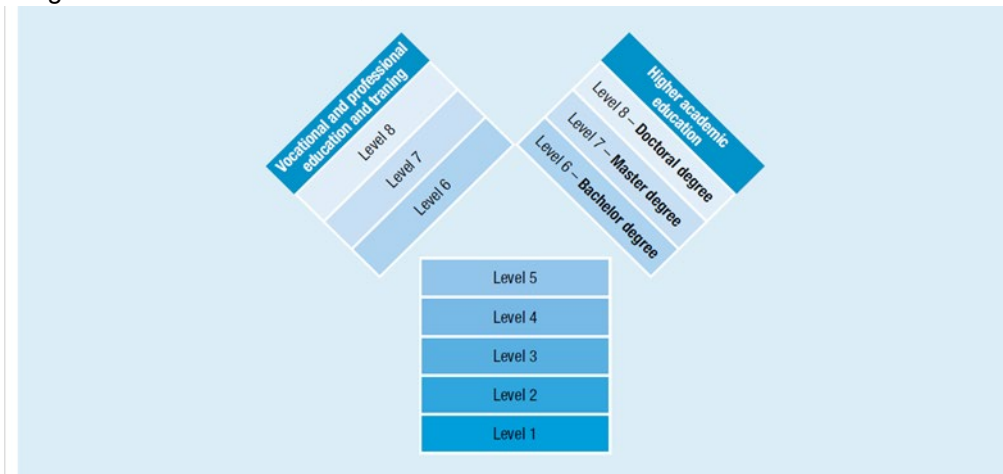 Vocational and professional
education and traning
Level 8
Level 7
Level 6
Higher academic
education
Level 8 – Doctoral degree
Level 7 – Master degree
Level 6 – Bachelor degree
Level 5
Level 4
Level 3
Level 2
Level 1